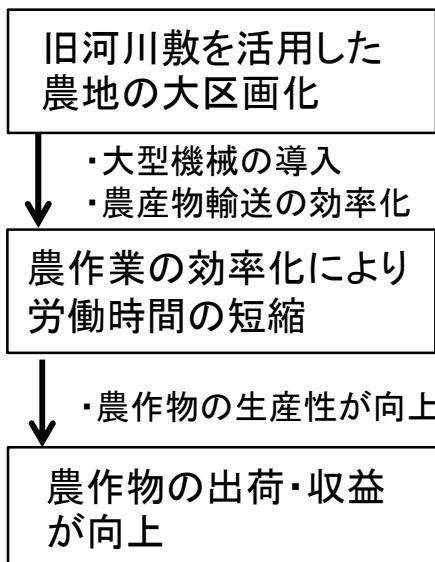 旧河川敷を活用した
農地の大区画化
・大型機械の導入
・農産物輸送の効率化
農作業の効率化により
労働時間の短縮
・農作物の生産性が向上
農作物の出荷・収益
が向上